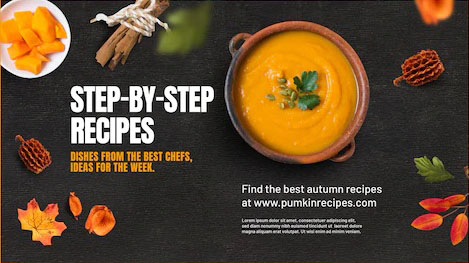 STEP-BY-STEP
RECIPES
DISHES FROM THE BEST CHEFS,
IDEAS FOR THE WEEK.
Find the best autumn recipes
at www.pumkinrecipes.com
Lorem ipsum dolor sit amet, consectetuer adipiscing elit,
sed diam nonummy nibh euismod tincidunt ut laoreet dolore magna
aliquam erat volutpat. Ut wisi enim ad minim veniam.